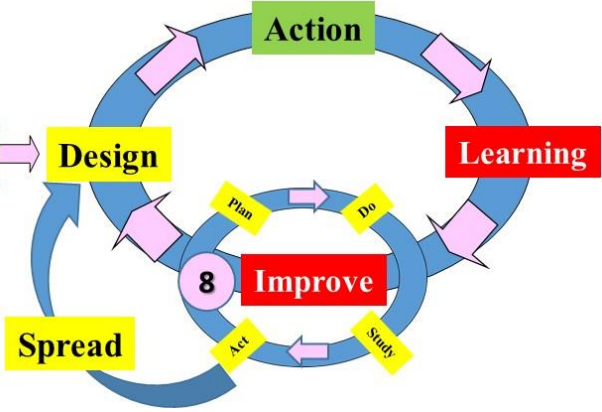 Action
Design
Learning
Plan
Do
8
Improve
Spread
Act
Study